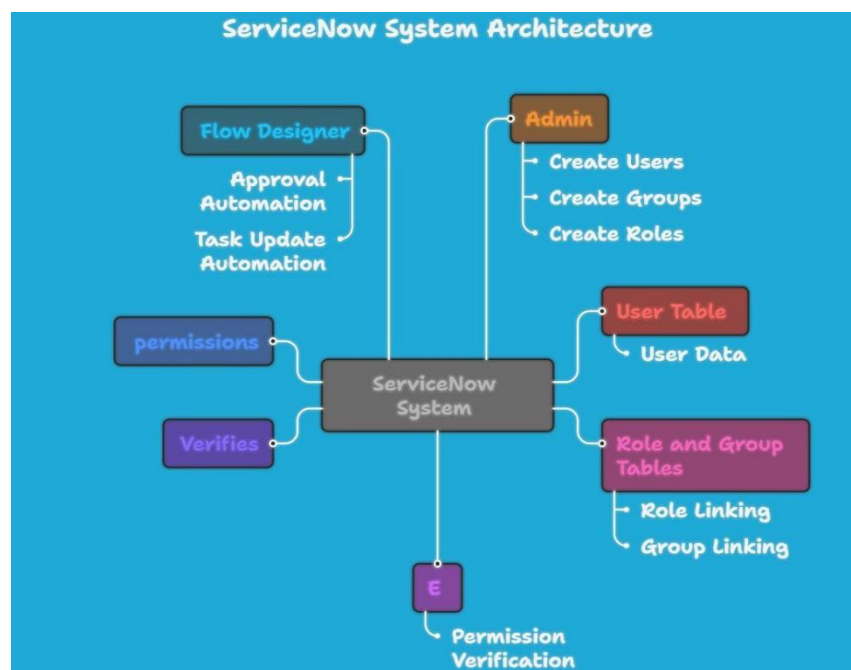 ServiceNow System Architecture
Flow Designer
Approval
Automation
Task Update
Automation
Admin
Create Users
Create Groups
Create Roles
permissions
User Table
User Data
ServiceNow
System
Verifies
Role and Group
Tables
Role Linking
Group Linking
E
Permission
Verification